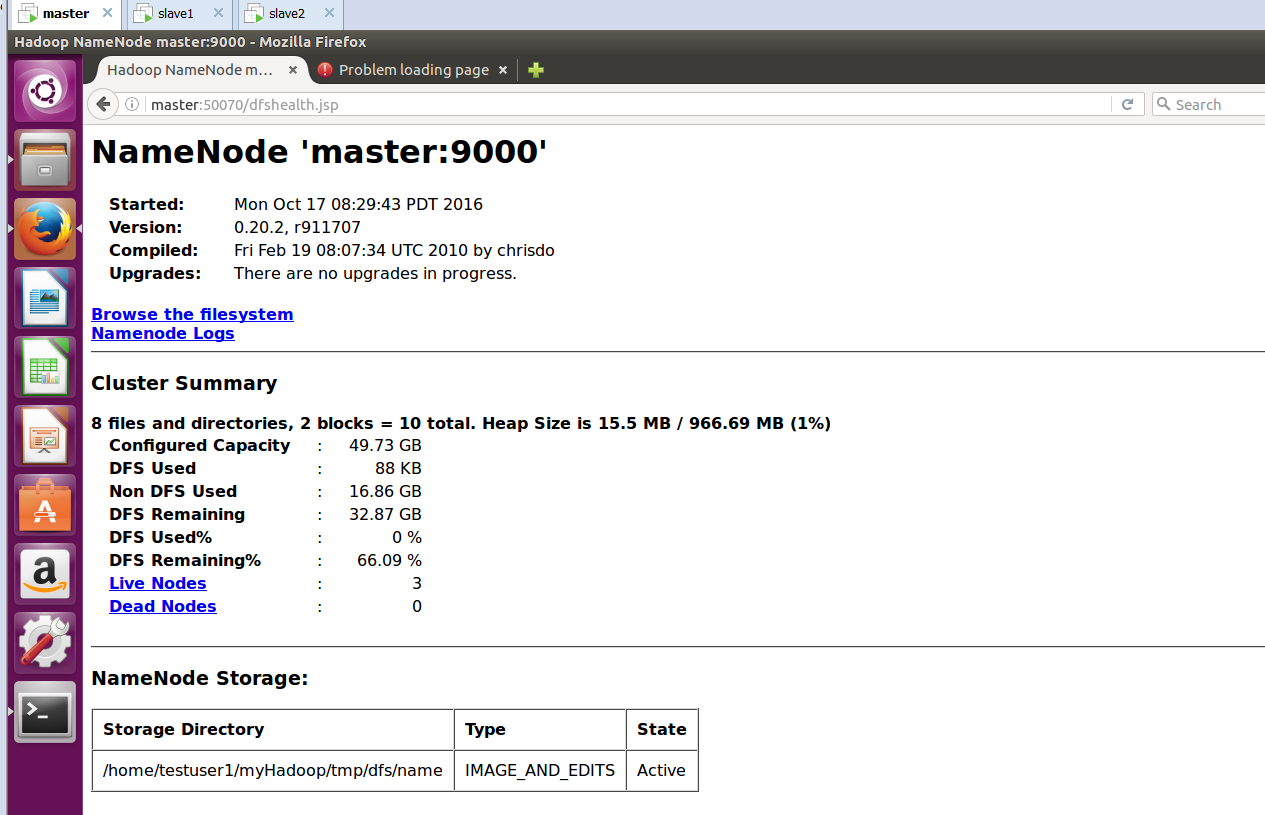 master slave1 slave2
Hadoop NameNode master:9000 - Mozilla Firefox
Hadoop NameNode m... Problem loading page
master:50070/dfshealth.jsp Search
NameNode 'master:9000'
Started: Mon Oct 17 08:29:43 PDT 2016
Version: 0.20.2, r911707
Compiled: Fri Feb 19 08:07:34 UTC 2010 by chrisdo
Upgrades: There are no upgrades in progress.
Browse the filesystem
Namenode Logs
Cluster Summary
8 files and directories, 2 blocks = 10 total. Heap Size is 15.5 MB / 966.69 MB (1%)
Configured Capacity : 49.73 GB
DFS Used : 88 KB
Non DFS Used : 16.86 GB
DFS Remaining : 32.87 GB
DFS Used% : 0 %
DFS Remaining% : 66.09 %
Live Nodes : 3
Dead Nodes : 0
NameNode Storage:
Storage Directory Type State
/home/testuser1/myHadoop/tmp/dfs/name IMAGE_AND_EDITS Active